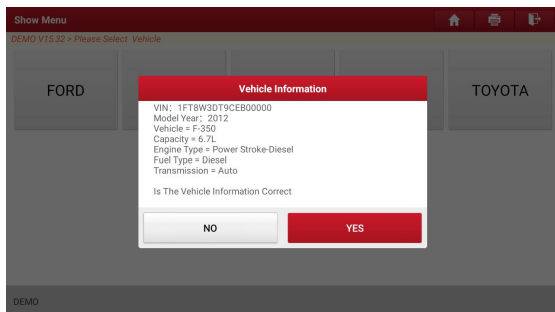 Show Menu
DEMO V15.32 > Please Select Vehicle
FORD
TOYOTA
Vehicle Information
VIN: 1FT8W3DT9CEB00000
Model Year: 2012
Vehicle = F-350
Capacity = 6.7L
Engine Type = Power Stroke-Diesel
Fuel Type = Diesel
Transmission = Auto
Is The Vehicle Information Correct
NO
YES
DEMO